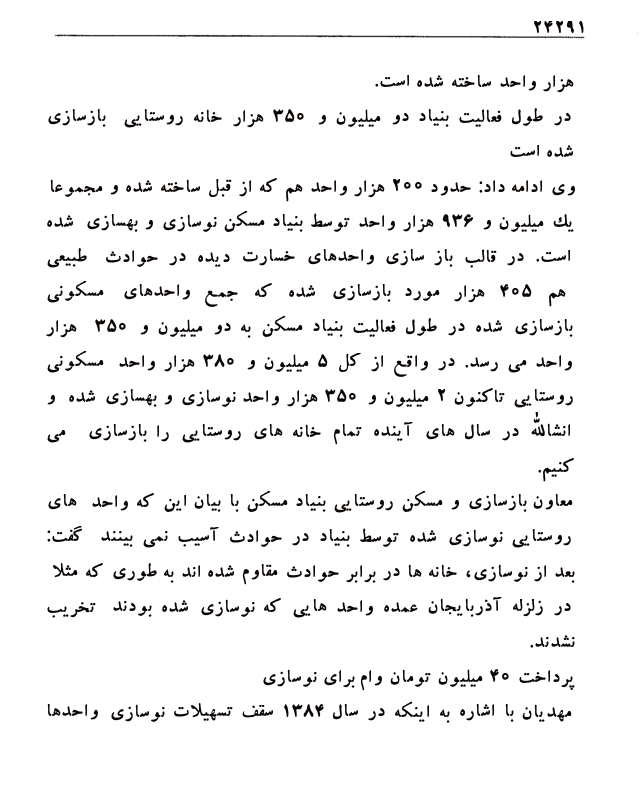 ۲۴۲۹۱
هزار واحد ساخته شده است.
در طول فعالیت بنیاد دو میلیون و ۳۵۰ هزار خانه روستایی بازسازی
شده است
وی ادامه داد: حدود ۲۰۰ هزار واحد هم که از قبل ساخته شده و مجموعا
یك میلیون و ۹۳۶ هزار واحد توسط بنیاد مسکن نوسازی و بهسازی شده
است. در قالب باز سازی واحدهای خسارت دیده در حوادث طبیعی
هم ۴۰۵ هزار مورد بازسازی شده که جمع واحدهای مسکونی
بازسازی شده در طول فعالیت بنیاد مسکن به دو میلیون و ۳۵۰ هزار
واحد می رسد. در واقع از کل ۵ میلیون و ۳۸۰ هزار واحد مسکونی
روستایی تاکنون ۲ میلیون و ۳۵۰ هزار واحد نوسازی و بهسازی شده و
انشاالله در سال های آینده تمام خانه های روستایی را بازسازی می
کنیم.
معاون بازسازی و مسکن روستایی بنیاد مسکن با بیان این که واحد های
روستایی نوسازی شده توسط بنیاد در حوادث آسیب نمی بینند گفت:
بعد از نوسازی، خانه ها در برابر حوادث مقاوم شده اند به طوری که مثلا
در زلزله آذربایجان عمده واحد هایی که نوسازی شده بودند تخریب
نشدند.
پرداخت ۴۰ میلیون تومان وام برای نوسازی
مهدیان با اشاره به اینکه در سال ۱۳۸۴ سقف تسهیلات نوسازی واحدها